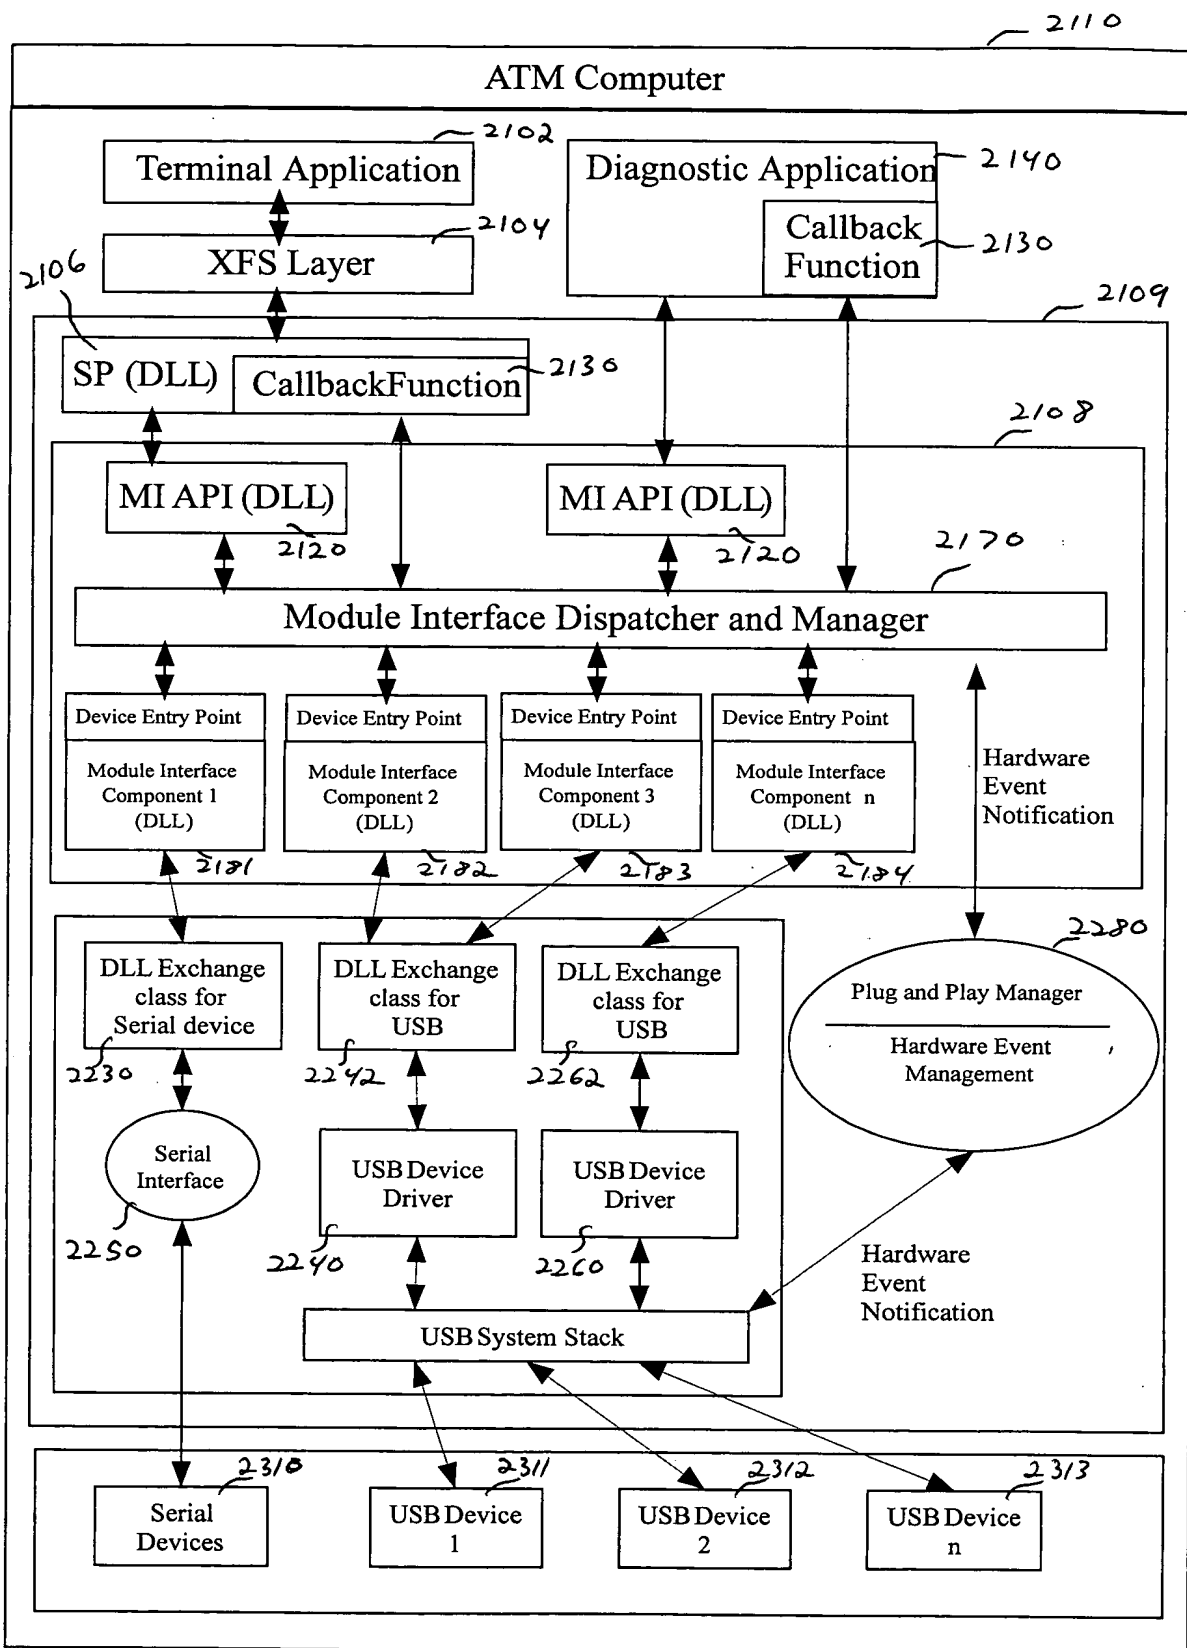 2110
ATM Computer
2102
Terminal Application
2140
Diagnostic Application
2104
XFS Layer
Callback
Function
2130
2106
2109
SP (DLL)
CallbackFunction
2130
2108
MI API (DLL)
2120
MI API (DLL)
2120
2170
Module Interface Dispatcher and Manager
Device Entry Point
Device Entry Point
Device Entry Point
Device Entry Point
Module Interface
Component 1
(DLL)
Module Interface
Component 2
(DLL)
Module Interface
Component 3
(DLL)
Module Interface
Component n
(DLL)
Hardware
Event
Notification
2181
2182
2183
2184
2280
DLL Exchange
class for
Serial device
DLL Exchange
class for
USB
DLL Exchange
class for
USB
Plug and Play Manager
Hardware Event
Management
2230
2242
2262
Serial
Interface
USB Device
Driver
USB Device
Driver
2250
2240
2260
Hardware
Event
Notification
USB System Stack
2310
2311
2312
2313
Serial
Devices
USB Device
1
USB Device
2
USB Device
n